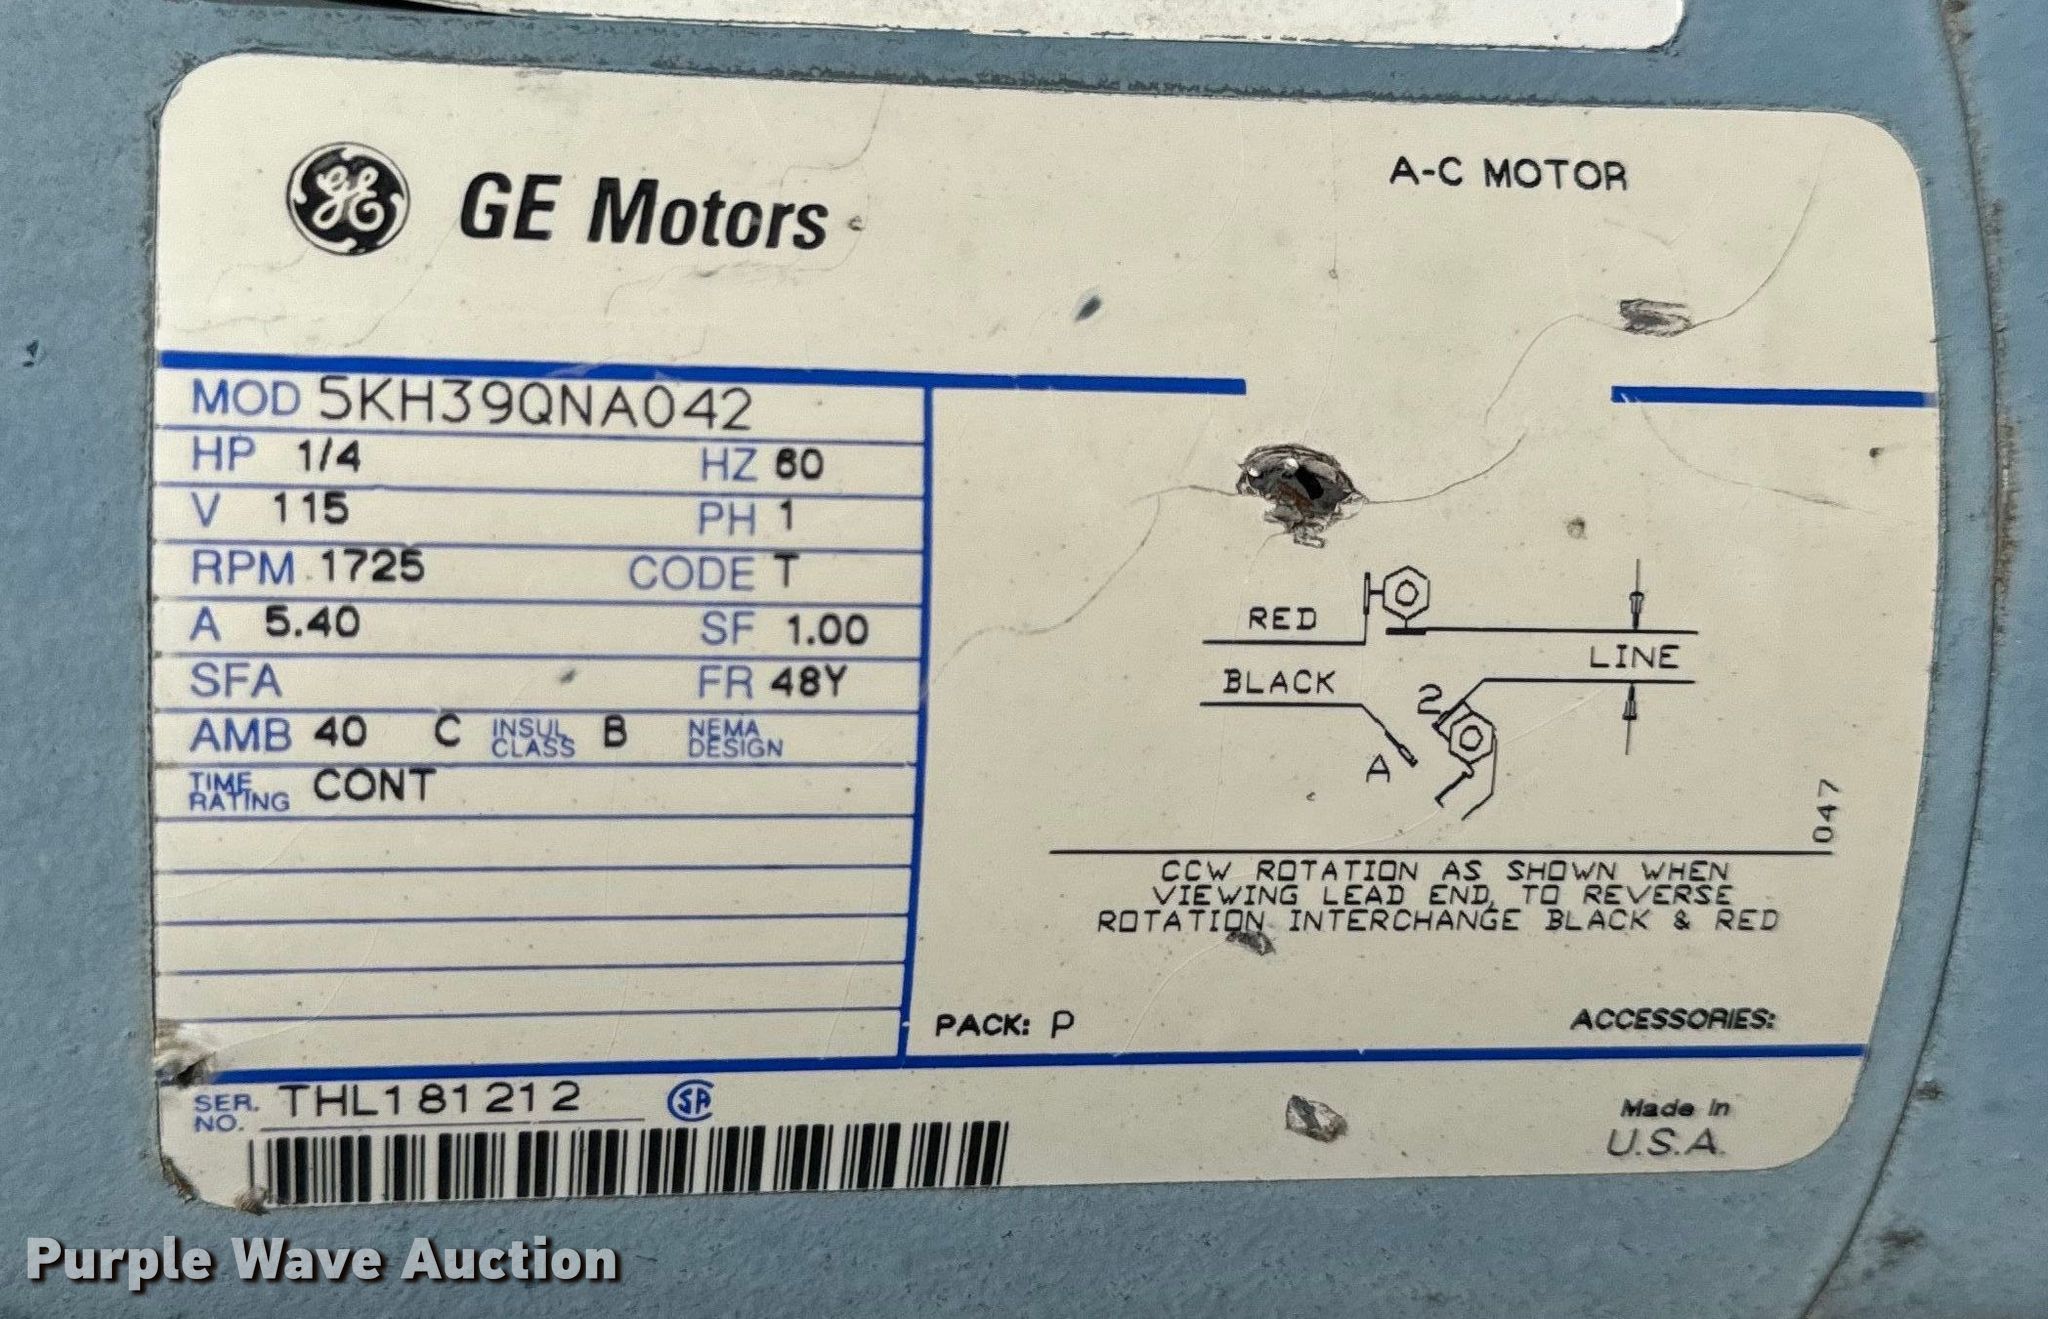 GE Motors
A-C MOTOR
MOD 5KH39QNA042
HP 1/4 HZ 60
V 115 PH 1
RPM 1725 CODE T
A 5.40 SF 1.00
SFA FR 48Y
AMB 40 C INSUL CLASS B NEMA DESIGN
TIME RATING CONT
RED
LINE
BLACK
2
A
047
CCW ROTATION AS SHOWN WHEN
VIEWING LEAD END, TO REVERSE
ROTATION INTERCHANGE BLACK & RED
PACK: P
ACCESSORIES:
SER. NO. THL181212
Made in
U.S.A.
Purple Wave Auction